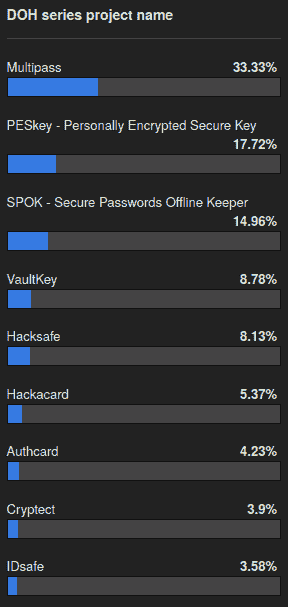 DOH series project name
Multipass 33.33%
PESkey - Personally Encrypted Secure Key
17.72%
SPOK - Secure Passwords Offline Keeper
14.96%
VaultKey 8.78%
Hacksafe 8.13%
Hackacard 5.37%
Authcard 4.23%
Cryptect 3.9%
IDsafe 3.58%